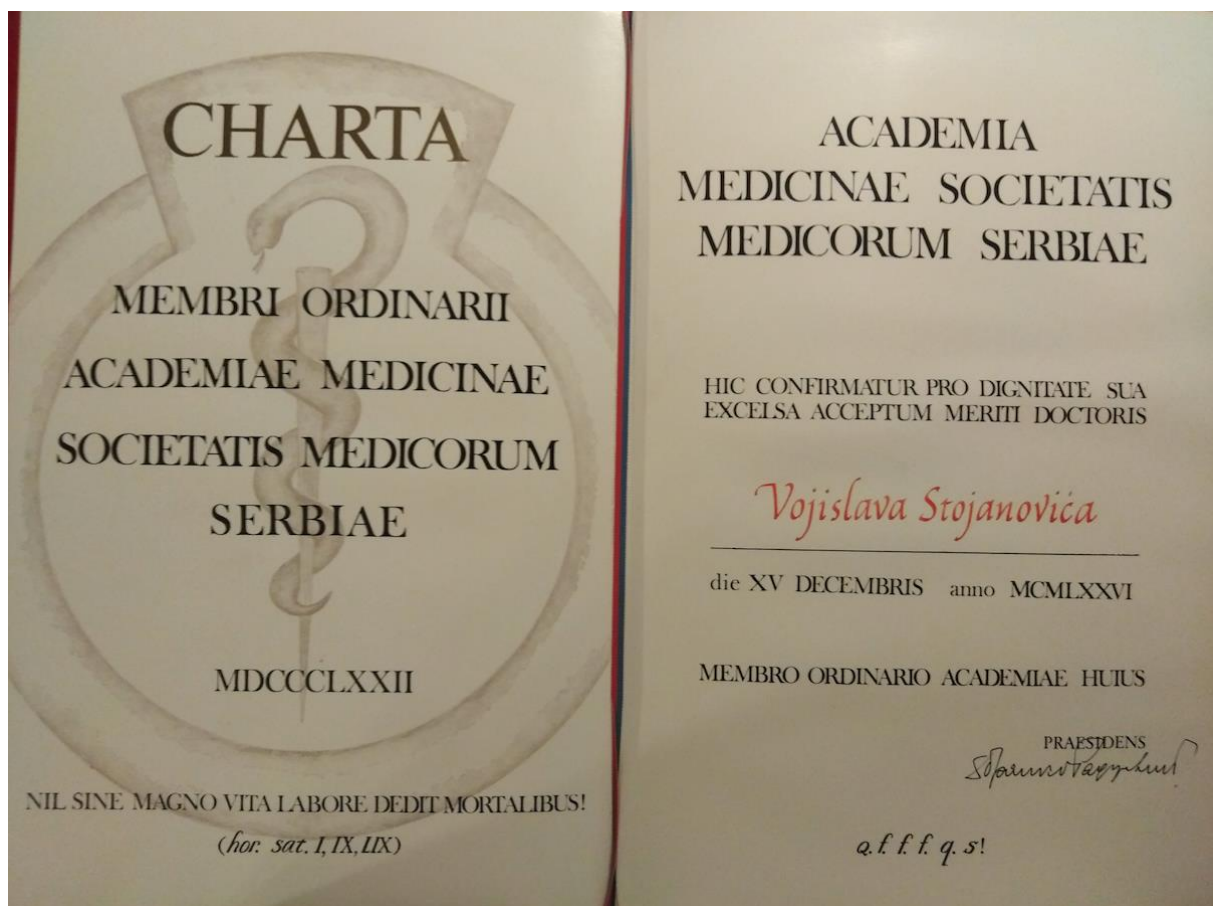 CHARTA
MEMBRI ORDINARII
ACADEMIAE MEDICINAE
SOCIETATIS MEDICORUM
SERBIAE
MDCCCLXXII
NIL SINE MAGNO VITA LABORE DEDIT MORTALIBUS!
(hor. sat. I, IX, LIX)
ACADEMIA
MEDICINAE SOCIETATIS
MEDICORUM SERBIAE
HIC CONFIRMATUR PRO DIGNITATE SUA
EXCELSA ACCEPTUM MERITI DOCTORIS
Vojislava Stojanovića
die XV DECEMBRIS anno MCMLXXVI
MEMBRO ORDINARIO ACADEMIAE HUIUS
PRAESIDENS
q. f. f. f. q. s!